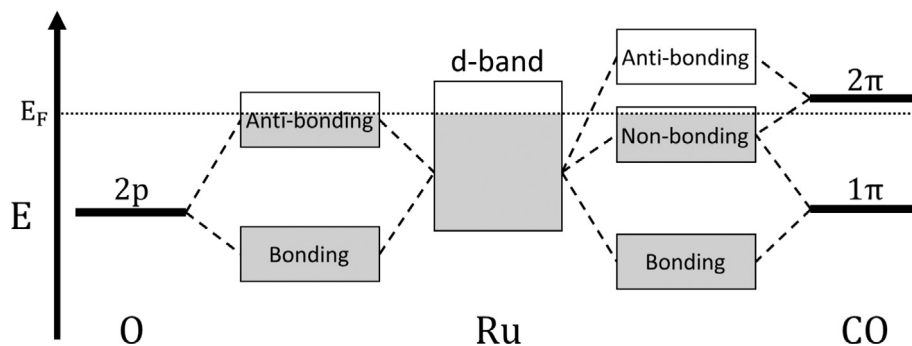 Anti-bonding
d-band
2π
E_F
Anti-bonding
Non-bonding
2p
1π
E
Bonding
Bonding
O
Ru
CO